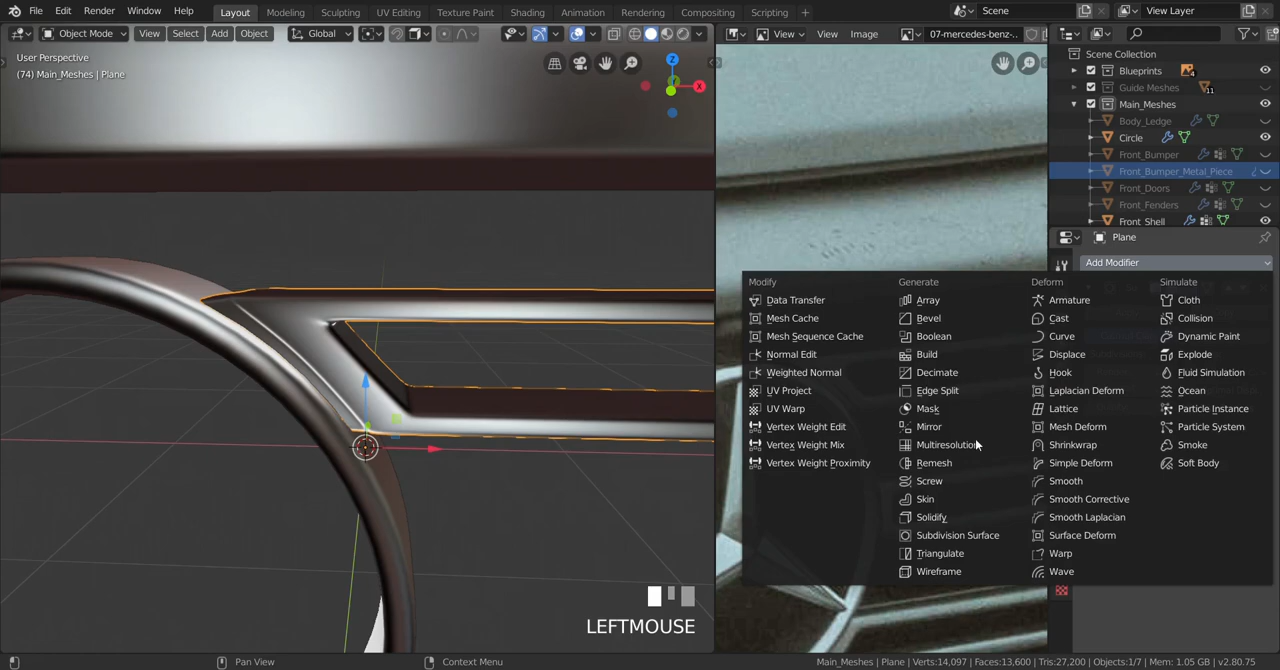 File Edit Render Window Help Layout Modeling Sculpting UV Editing Texture Paint Shading Animation Rendering Compositing Scripting + Scene View Layer
Object Mode View Select Add Object Global View View Image 07-mercedes-benz-..
User Perspective
(74) Main_Meshes | Plane
Z
X
Y
Scene Collection
Blueprints 4
Guide Meshes 11
Main_Meshes
Body_Ledge
Circle
Front_Bumper
Front_Bumper_Metal_Piece
Front_Doors
Front_Fenders
Front_Shell
Plane
Add Modifier
Modify
Data Transfer
Mesh Cache
Mesh Sequence Cache
Normal Edit
Weighted Normal
UV Project
UV Warp
Vertex Weight Edit
Vertex Weight Mix
Vertex Weight Proximity
Generate
Array
Bevel
Boolean
Build
Decimate
Edge Split
Mask
Mirror
Multiresolution
Remesh
Screw
Skin
Solidify
Subdivision Surface
Triangulate
Wireframe
Deform
Armature
Cast
Curve
Displace
Hook
Laplacian Deform
Lattice
Mesh Deform
Shrinkwrap
Simple Deform
Smooth
Smooth Corrective
Smooth Laplacian
Surface Deform
Warp
Wave
Simulate
Cloth
Collision
Dynamic Paint
Explode
Fluid Simulation
Ocean
Particle Instance
Particle System
Smoke
Soft Body
LEFTMOUSE
Pan View Context Menu Main_Meshes | Plane | Verts:14,097 | Faces:13,600 | Tris:27,200 | Objects:1/7 | Mem: 1.05 GB | v2.80.75